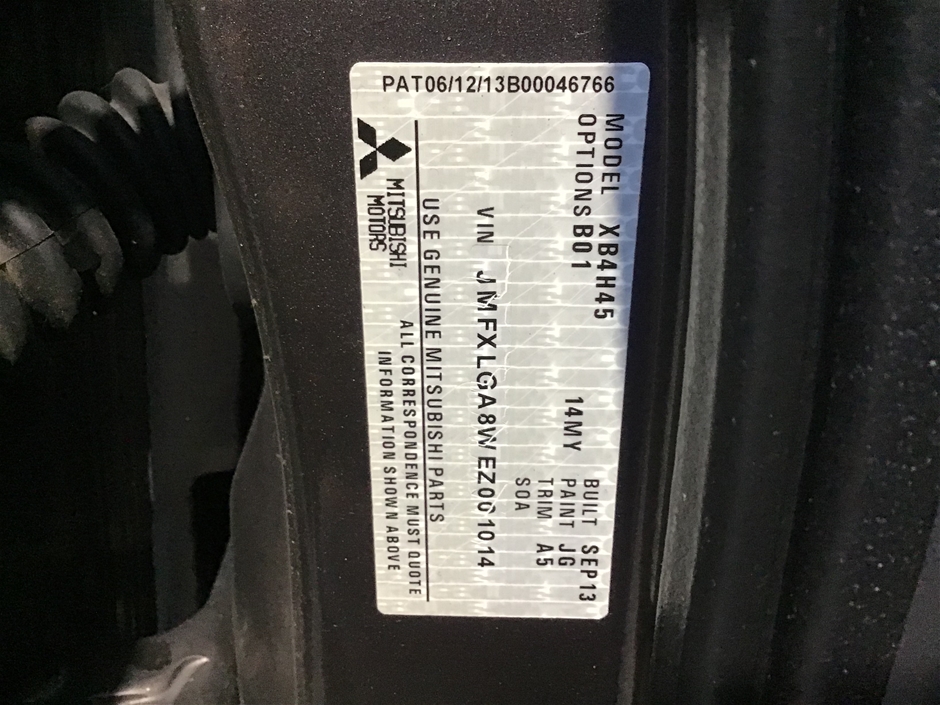 PAT06/12/13B00046766
MODEL XB4H45
OPTIONS B01
14MY
BUILT SEP13
PAINT JG
TRIM A5
SOA
VIN JMFXLGA8WEZ001014
USE GENUINE MITSUBISHI PARTS
MITSUBISHI
MOTORS
ALL CORRESPONDENCE MUST QUOTE
INFORMATION SHOWN ABOVE